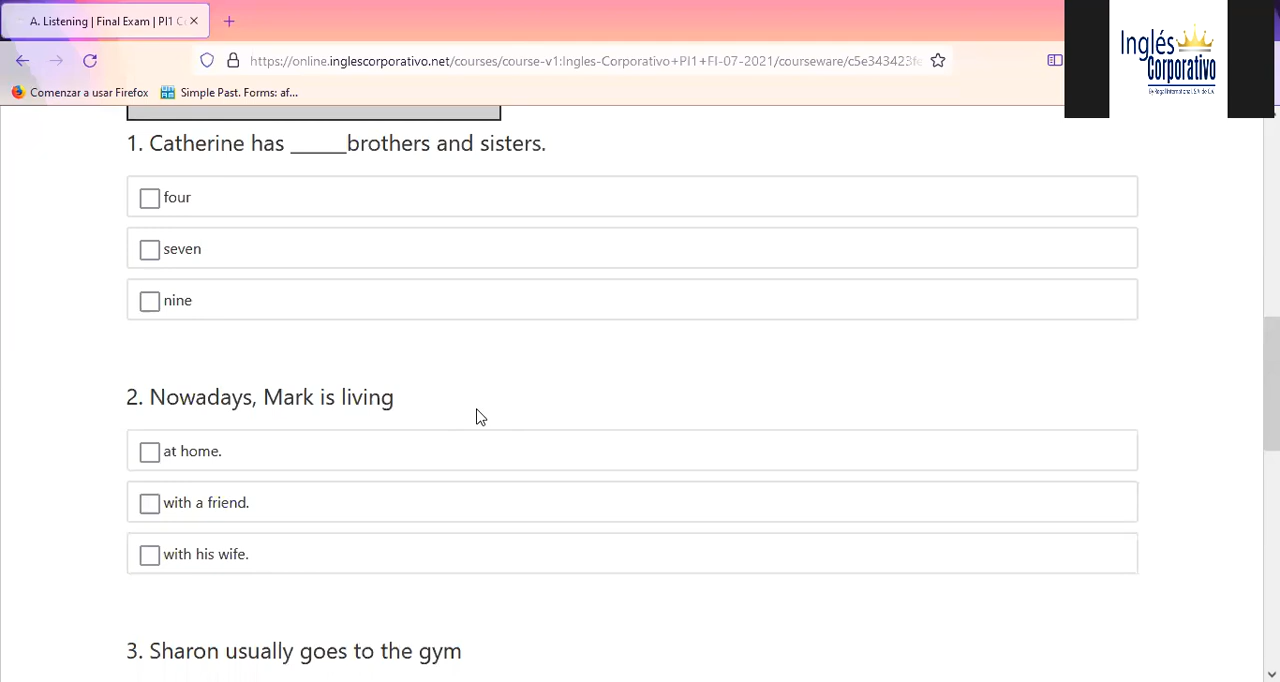 A. Listening | Final Exam | PI1 C
https://online.inglescorporativo.net/courses/course-v1:Ingles-Corporativo+PI1+FI-07-2021/courseware/c5e343423fe
Comenzar a usar Firefox
Simple Past. Forms: af...
Inglés
Corporativo
1. Catherine has ______brothers and sisters.
four
seven
nine
2. Nowadays, Mark is living
at home.
with a friend.
with his wife.
3. Sharon usually goes to the gym